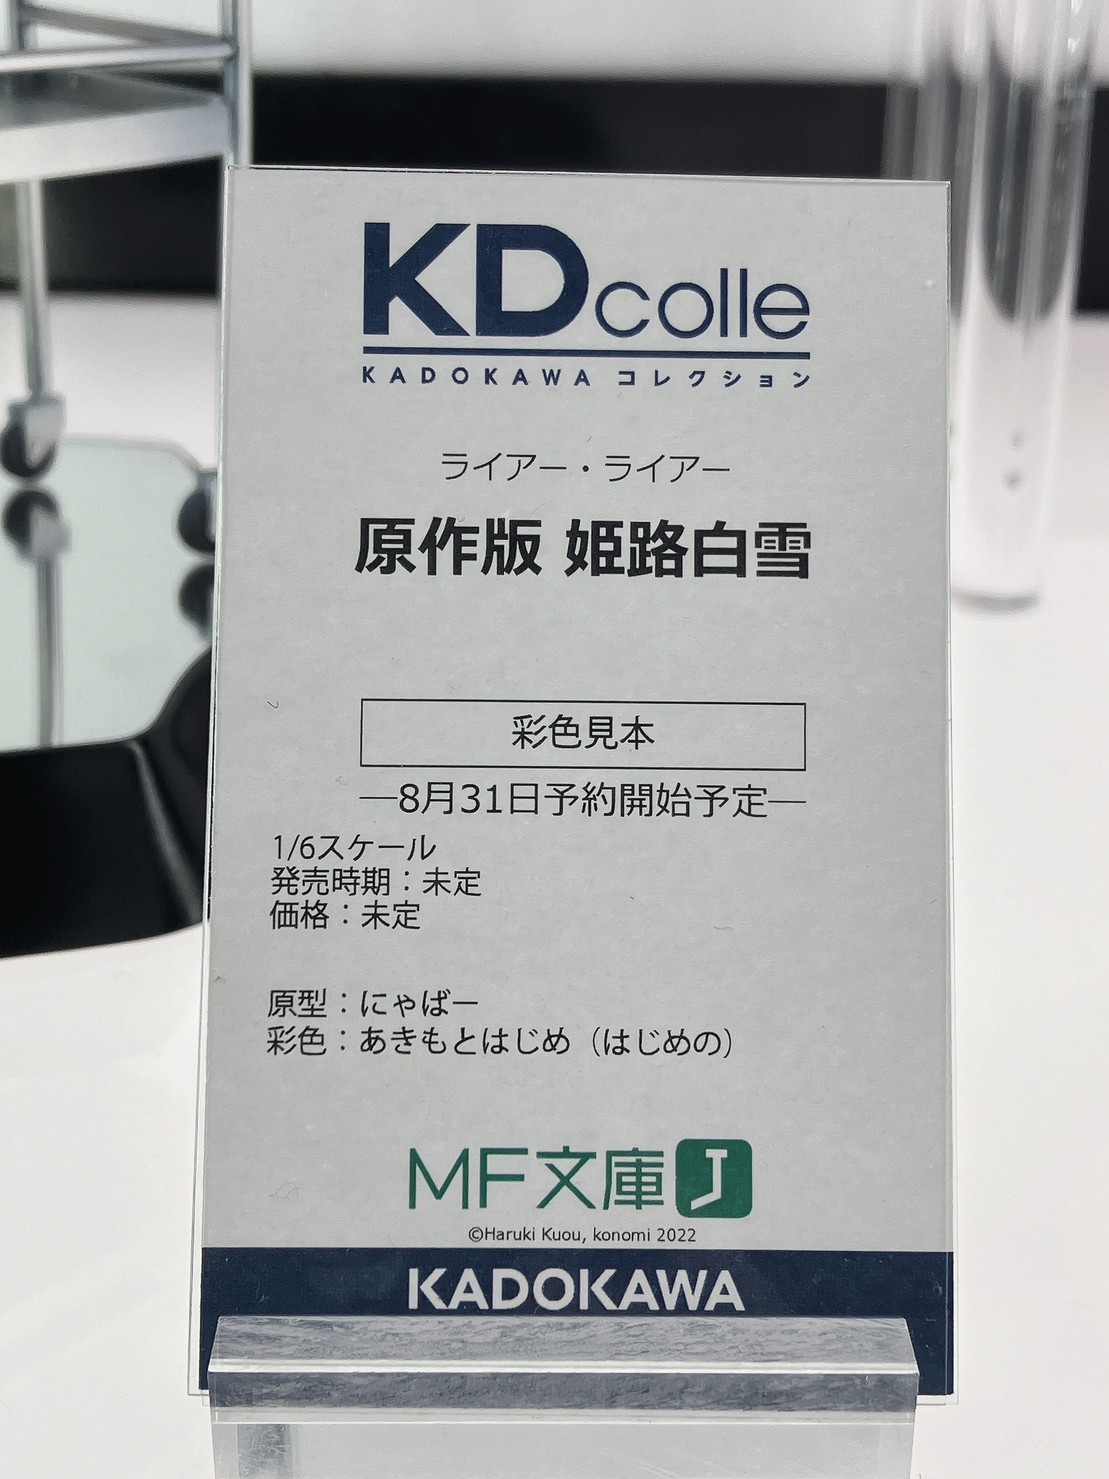 KDcolle
KADOKAWA コレクション
ライアー・ライアー
原作版 姫路白雪
彩色見本
―8月31日予約開始予定―
1/6スケール
発売時期：未定
価格：未定
原型：にゃばー
彩色：あきもとはじめ（はじめの）
MF文庫J
©Haruki Kuou, konomi 2022
KADOKAWA